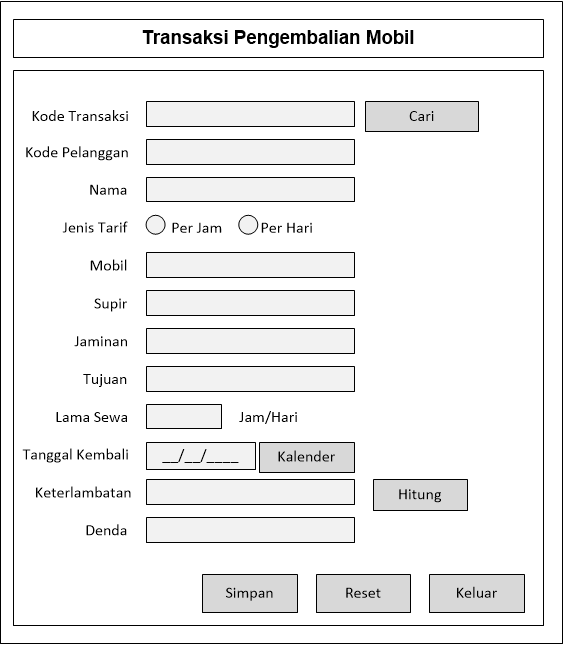 Transaksi Pengembalian Mobil
Kode Transaksi Cari
Kode Pelanggan
Nama
Jenis Tarif Per Jam Per Hari
Mobil
Supir
Jaminan
Tujuan
Lama Sewa Jam/Hari
Tanggal Kembali __/__/____ Kalender
Keterlambatan Hitung
Denda
Simpan Reset Keluar